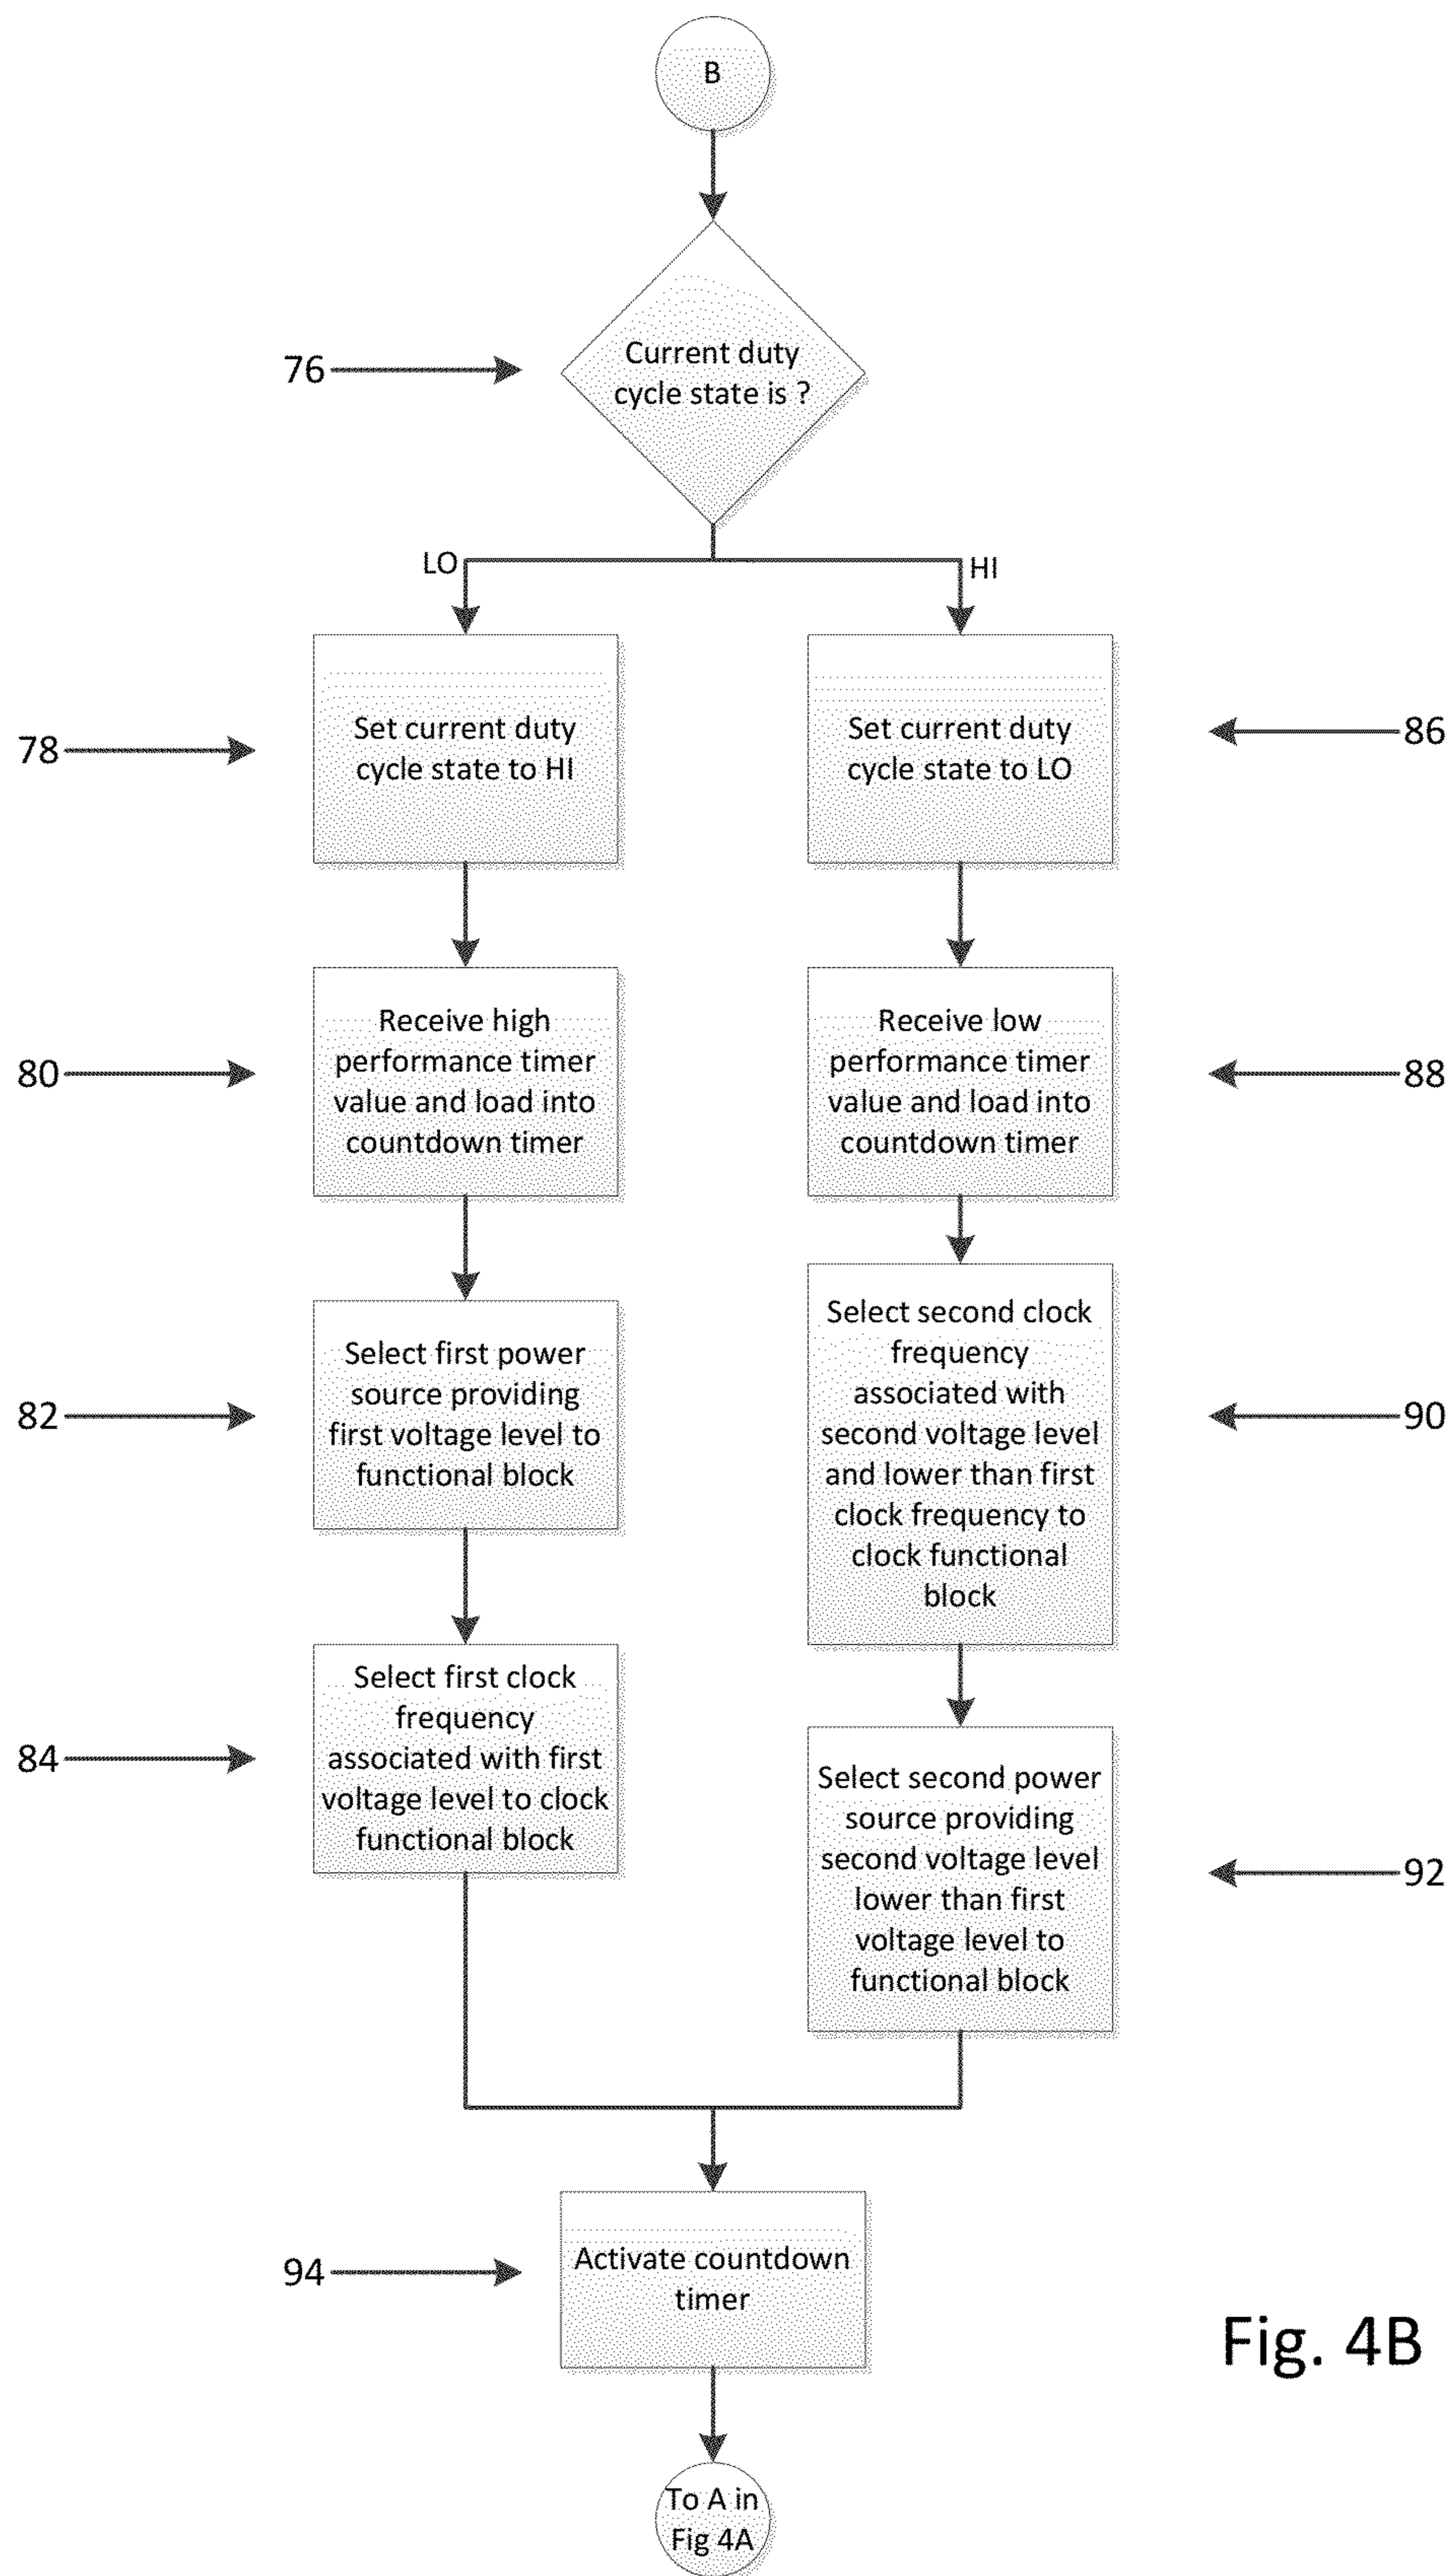 B
76
Current duty
cycle state is ?
LO
HI
78
Set current duty
cycle state to HI
Set current duty
cycle state to LO
86
80
Receive high
performance timer
value and load into
countdown timer
Receive low
performance timer
value and load into
countdown timer
88
82
Select first power
source providing
first voltage level to
functional block
Select second clock
frequency
associated with
second voltage level
and lower than first
clock frequency to
clock functional
block
90
84
Select first clock
frequency
associated with first
voltage level to clock
functional block
Select second power
source providing
second voltage level
lower than first
voltage level to
functional block
92
94
Activate countdown
timer
Fig. 4B
To A in
Fig 4A